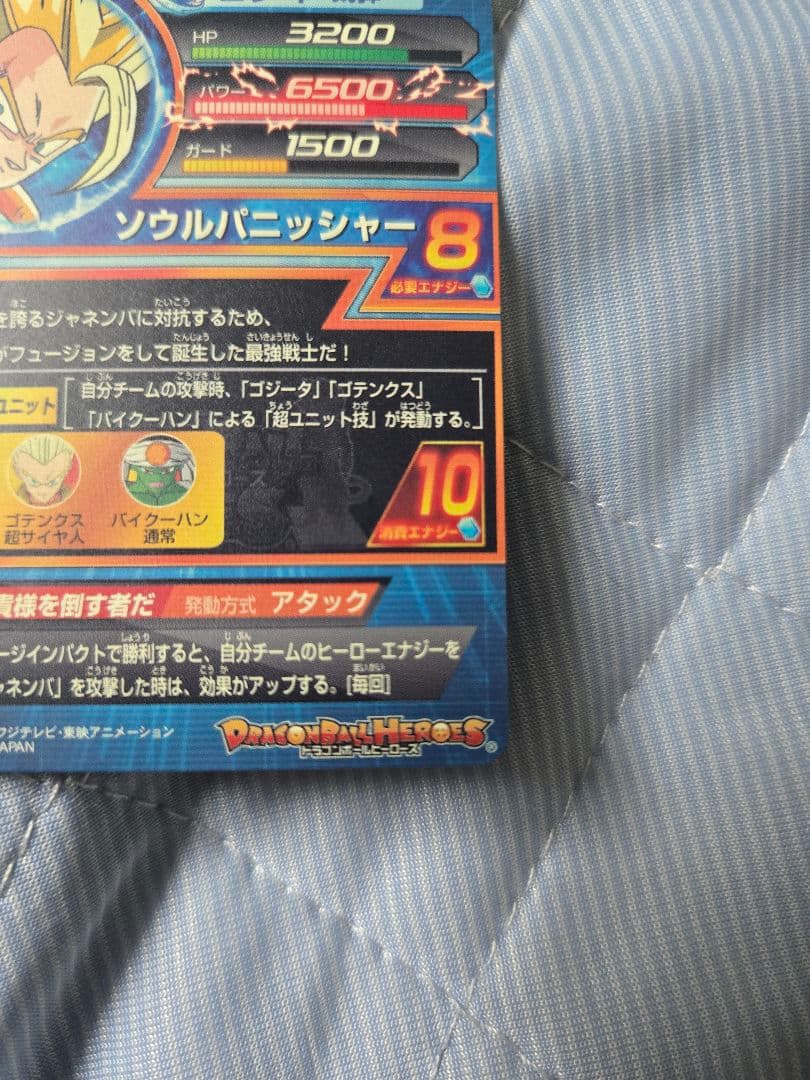 HP 3200
パワー 6500
ガード 1500
ソウルパニッシャー 8
必要エナジー
を誇るジャネンバに対抗するため、
がフュージョンをして誕生した最強戦士だ!
ユニット
自分チームの攻撃時、「ゴジータ」「ゴテンクス」
「パイクーハン」による「超ユニット技」が発動する。
10
消費エナジー
ゴテンクス
超サイヤ人
パイクーハン
通常
貴様を倒す者だ 発動方式 アタック
ージインパクトで勝利すると、自分チームのヒーローエナジーを
ャネンバ」を攻撃した時は、効果がアップする。[毎回]
フジテレビ・東映アニメーション
JAPAN
DRAGONBALL HEROES
ドラゴンボールヒーローズ